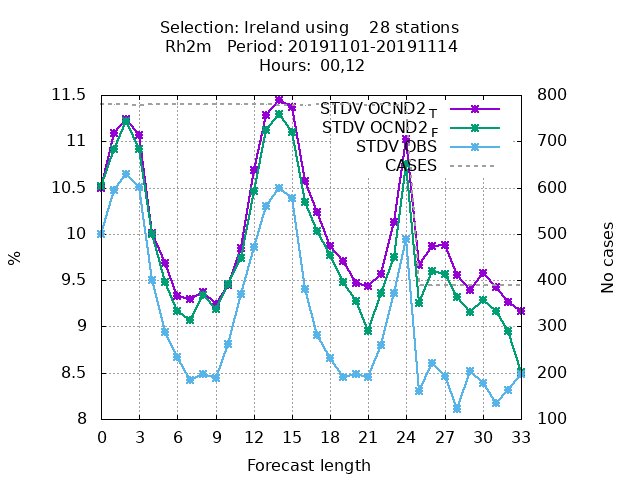 Selection: Ireland using    28 stations
Rh2m   Period: 20191101-20191114
Hours:  00,12
STDV OCND2 T
STDV OCND2 F
STDV OBS
CASES
%
No cases
11.5
11
10.5
10
9.5
9
8.5
8
800
700
600
500
400
300
200
100
0 3 6 9 12 15 18 21 24 27 30 33
Forecast length